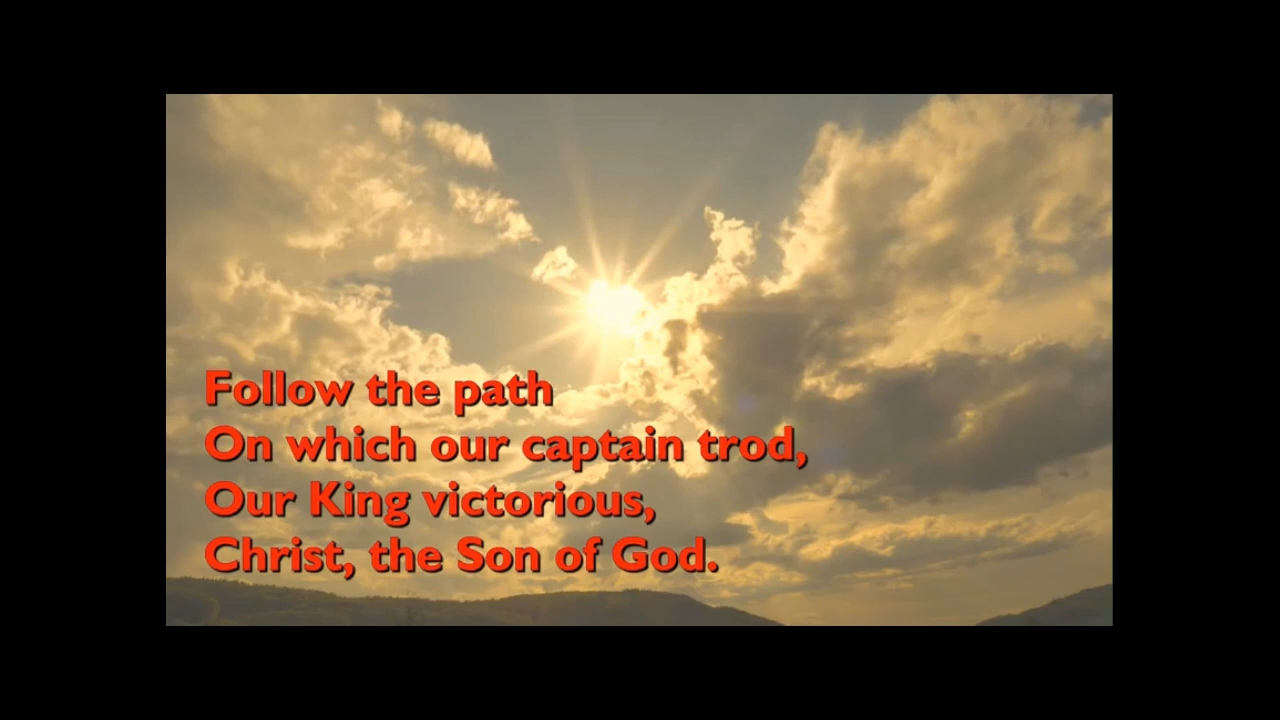 Follow the path
On which our captain trod,
Our King victorious,
Christ, the Son of God.